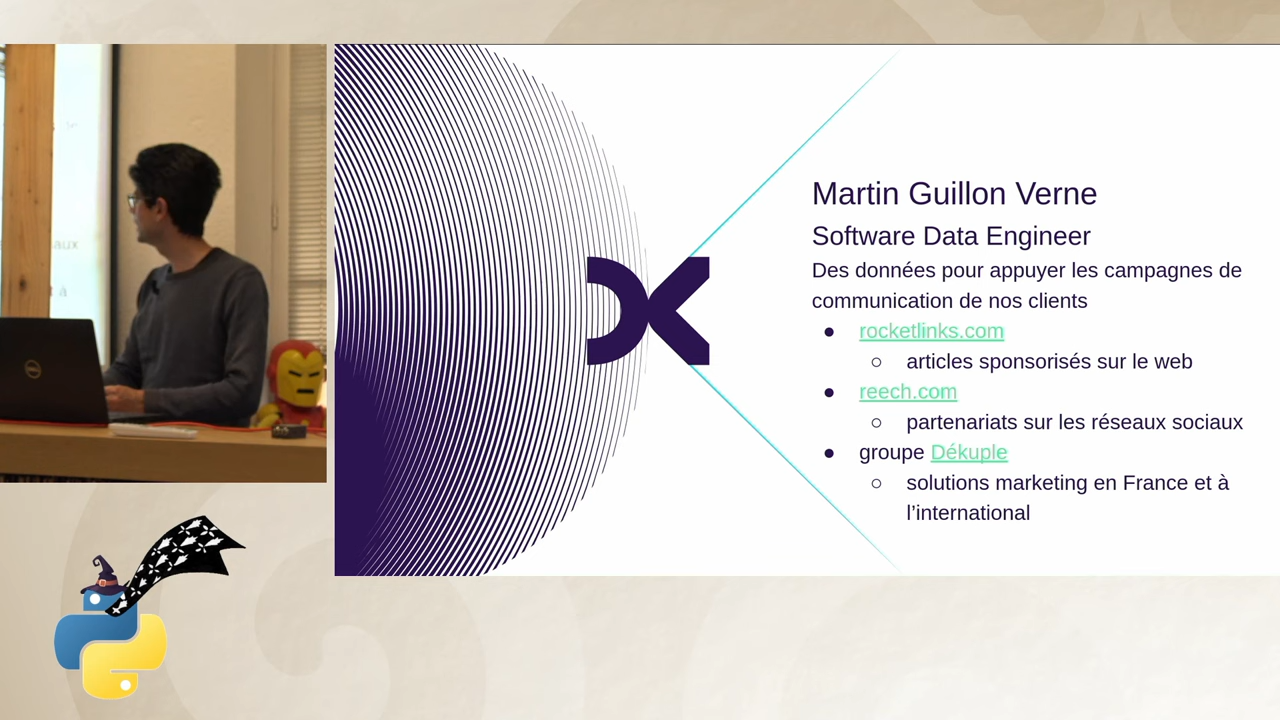 Martin Guillon Verne
Software Data Engineer
Des données pour appuyer les campagnes de
communication de nos clients
rocketlinks.com
articles sponsorisés sur le web
reech.com
partenariats sur les réseaux sociaux
groupe Dékuple
solutions marketing en France et à
l’international